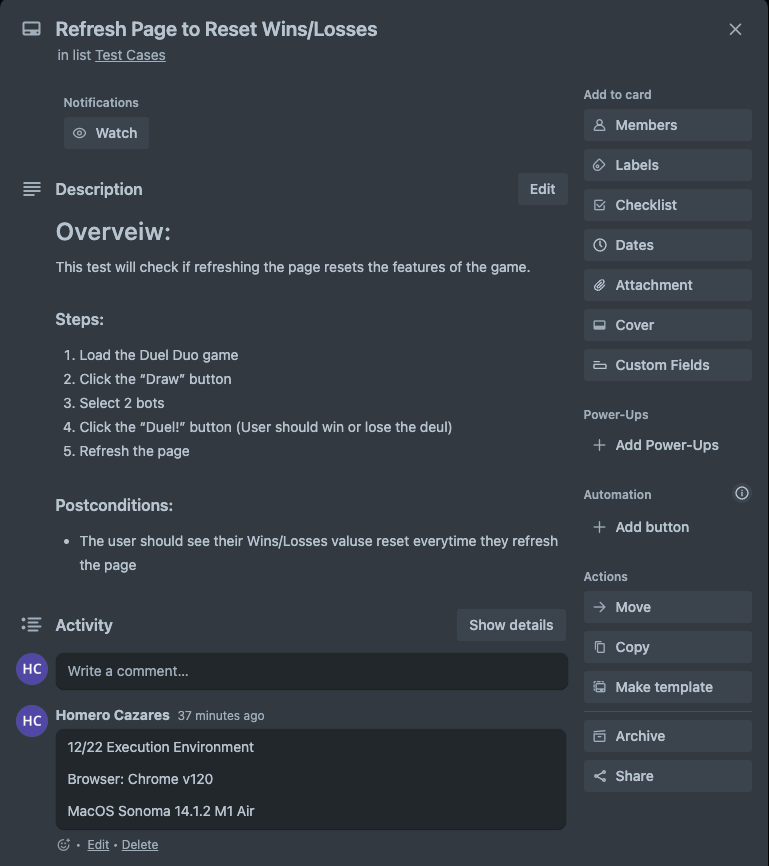 Refresh Page to Reset Wins/Losses
in list Test Cases
Notifications
Watch
Description
Edit
Overveiw:
This test will check if refreshing the page resets the features of the game.
Steps:
1. Load the Duel Duo game
2. Click the “Draw” button
3. Select 2 bots
4. Click the “Duel!” button (User should win or lose the deul)
5. Refresh the page
Postconditions:
• The user should see their Wins/Losses valuse reset everytime they refresh
the page
Activity
Show details
HC
Write a comment...
HC
Homero Cazares 37 minutes ago
12/22 Execution Environment
Browser: Chrome v120
MacOS Sonoma 14.1.2 M1 Air
• Edit • Delete
Add to card
Members
Labels
Checklist
Dates
Attachment
Cover
Custom Fields
Power-Ups
Add Power-Ups
Automation
Add button
Actions
Move
Copy
Make template
Archive
Share